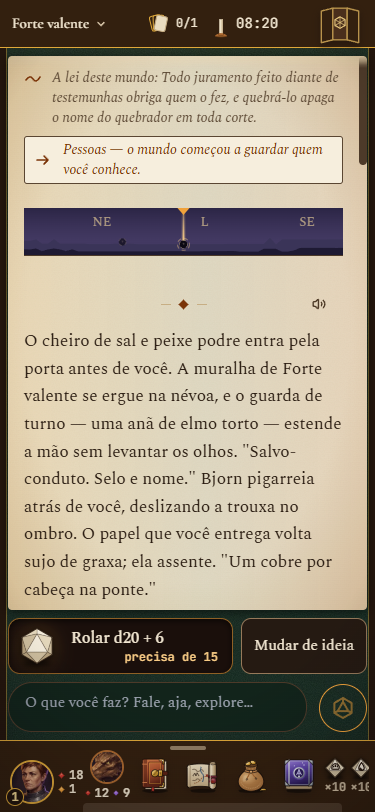 Forte valente
0/1
08:20
A lei deste mundo: Todo juramento feito diante de
testemunhas obriga quem o fez, e quebrá-lo apaga
o nome do quebrador em toda corte.
Pessoas — o mundo começou a guardar quem
você conhece.
NE L SE
O cheiro de sal e peixe podre entra pela
porta antes de você. A muralha de Forte
valente se ergue na névoa, e o guarda de
turno — uma anã de elmo torto — estende
a mão sem levantar os olhos. "Salvo-
conduto. Selo e nome." Bjorn pigarreia
atrás de você, deslizando a trouxa no
ombro. O papel que você entrega volta
sujo de graxa; ela assente. "Um cobre por
cabeça na ponte."
Rolar d20 + 6
precisa de 15
Mudar de ideia
O que você faz? Fale, aja, explore...
18
1
1
12
9
×10